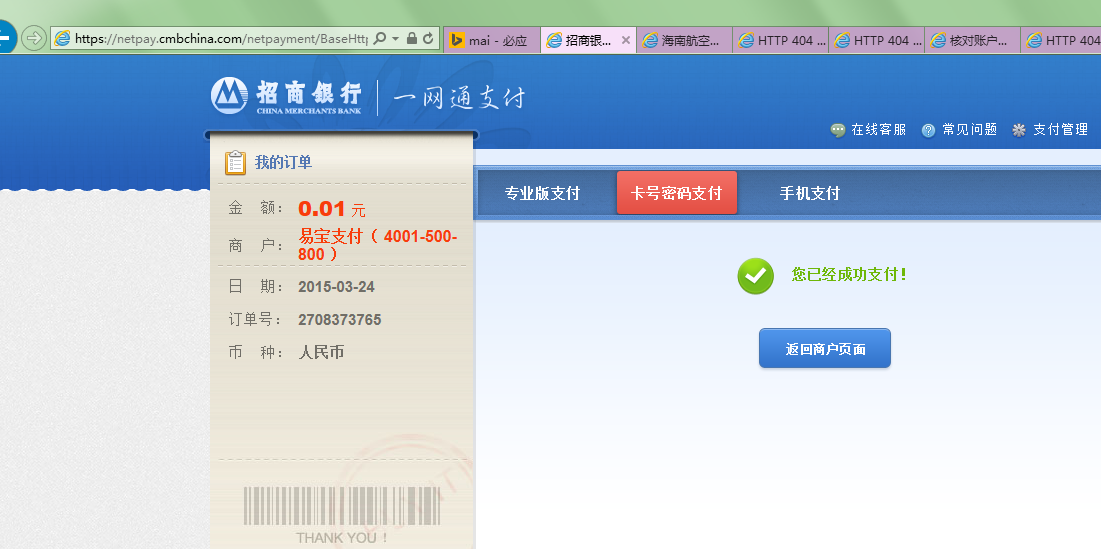 https://netpay.cmbchina.com/netpayment/BaseHttp
mai - 必应
招商银...
海南航空...
HTTP 404 ...
HTTP 404 ...
核对账户...
HTTP 404
招商银行
CHINA MERCHANTS BANK
一网通支付
在线客服
常见问题
支付管理
我的订单
专业版支付
卡号密码支付
手机支付
金 额： 0.01 元
商 户： 易宝支付（ 4001-500-
800 ）
您已经成功支付！
日 期： 2015-03-24
订单号： 2708373765
返回商户页面
币 种： 人民币
THANK YOU !